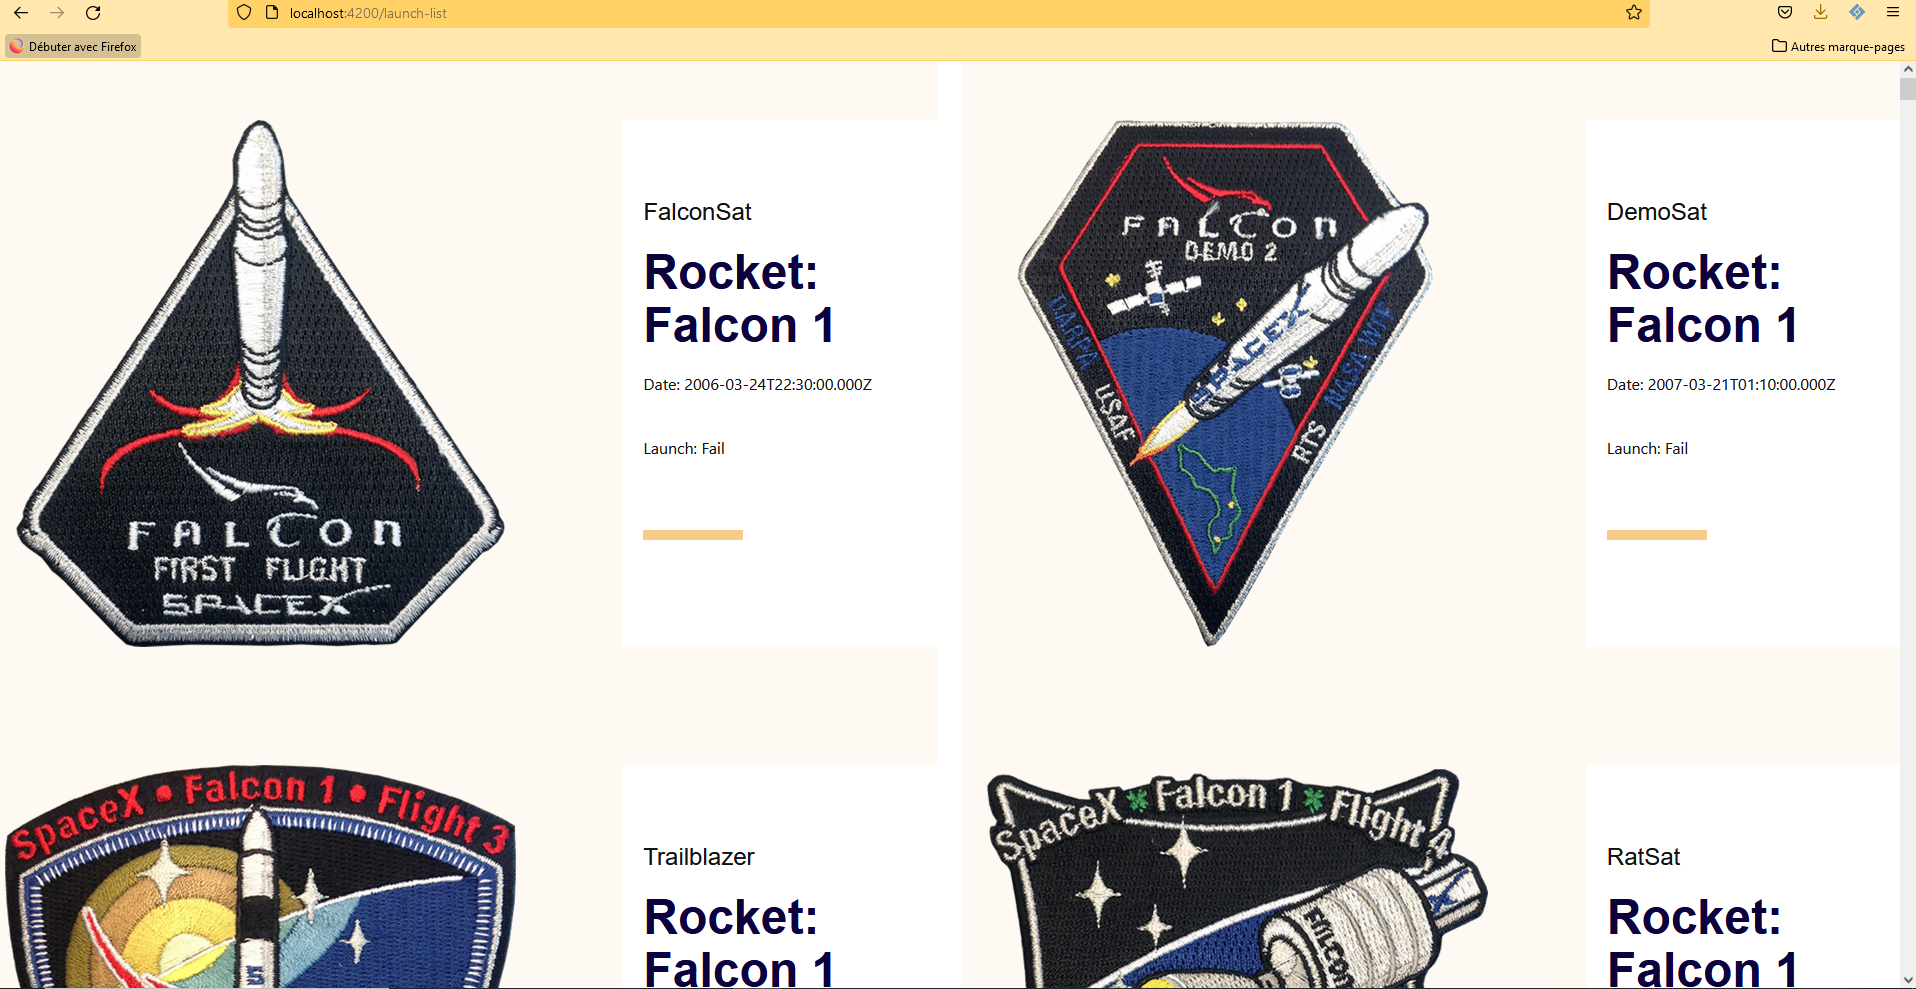 localhost:4200/launch-list
Débuter avec Firefox
Autres marque-pages
FALCON
FIRST FLIGHT
SPACEX
FalconSat
Rocket:
Falcon 1
Date: 2006-03-24T22:30:00.000Z
Launch: Fail
FALCON
DEMO 2
SPACEX
DARPA
USAF
RTS
NASA WFF
DemoSat
Rocket:
Falcon 1
Date: 2007-03-21T01:10:00.000Z
Launch: Fail
SpaceX • Falcon 1 • Flight 3
Trailblazer
Rocket:
Falcon 1
SpaceX Falcon 1 Flight 4
RatSat
Rocket:
Falcon 1